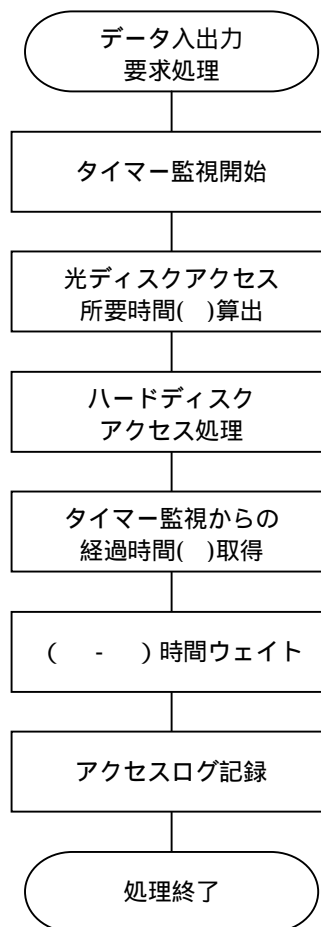 データ入出力
要求処理
タイマー監視開始
光ディスクアクセス
所要時間(　)算出
ハードディスク
アクセス処理
タイマー監視からの
経過時間(　)取得
(　-　)時間ウェイト
アクセスログ記録
処理終了